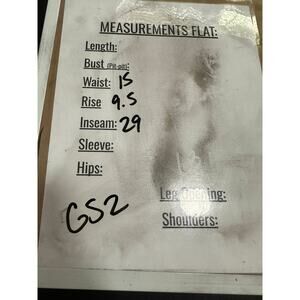 MEASUREMENTS FLAT:
Length:
Bust (Pit-pit):
Waist: 15
Rise 9.5
Inseam: 29
Sleeve:
Hips:
Leg Opening:
GS2
Shoulders: